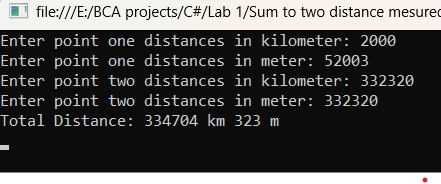 file:///E:/BCA projects/C#/Lab 1/Sum to two distance mesured
Enter point one distances in kilometer: 2000
Enter point one distances in meter: 52003
Enter point two distances in kilometer: 332320
Enter point two distances in meter: 332320
Total Distance: 334704 km 323 m